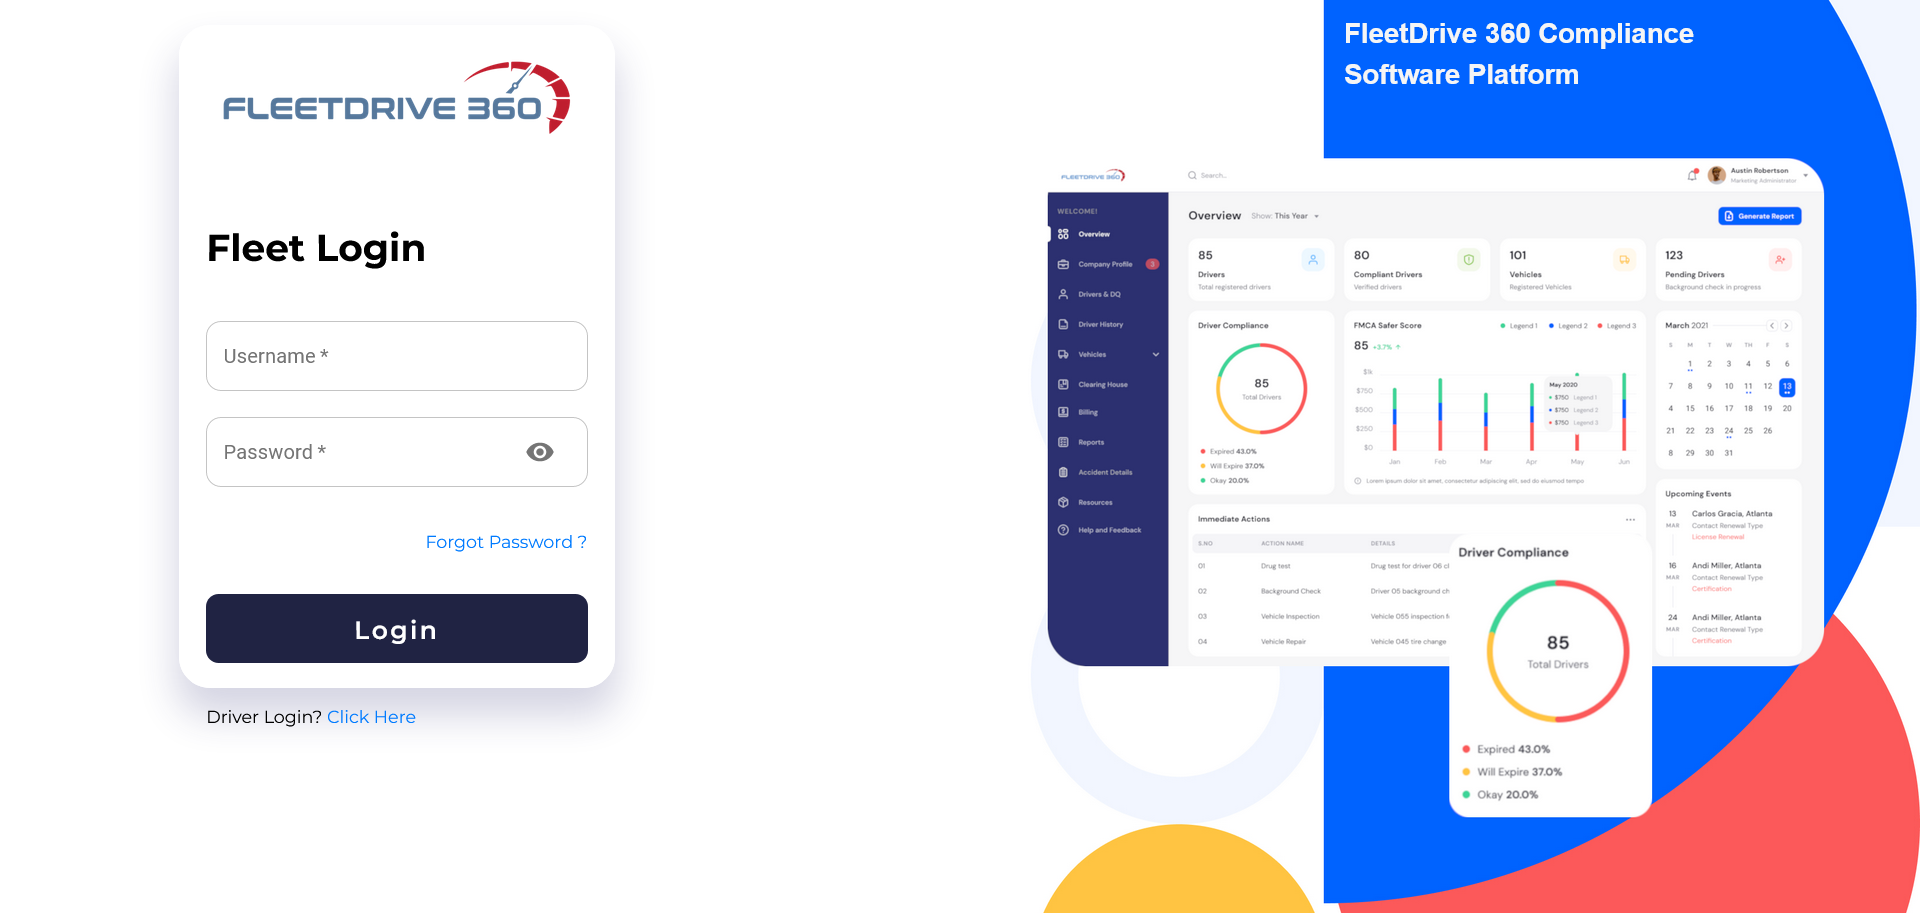 FLEETDRIVE 360
Fleet Login
Username *
Password *
Forgot Password ?
Login
Driver Login? Click Here
FleetDrive 360 Compliance
Software Platform
FLEETDRIVE 360
Search..
Austin Robertson
Marketing Administrator
WELCOME!
Overview
Company Profile 3
Drivers & DQ
Driver History
Vehicles
Clearing House
Billing
Reports
Accident Details
Resources
Help and Feedback
Overview Show: This Year
Generate Report
85
Drivers
Total registered drivers
80
Compliant Drivers
Verified drivers
101
Vehicles
Registered Vehicles
123
Pending Drivers
Background check in progress
Driver Compliance
85
Total Drivers
Expired 43.0%
Will Expire 37.0%
Okay 20.0%
FMCA Safer Score
Legend 1 Legend 2 Legend 3
85 +3.7%
$1k
$750
$500
$250
$0
Jan Feb Mar Apr May Jun
May 2020
$750 Legend 1
$750 Legend 2
$750 Legend 3
Lorem ipsum dolor sit amet, consectetur adipiscing elit, sed do eiusmod tempo
March 2021
S M T W TH F S
1 2 3 4 5 6
7 8 9 10 11 12 13
4 15 16 17 18 19 20
21 22 23 24 25 26
8 29 30 31
Immediate Actions
S.NO ACTION NAME DETAILS
01 Drug test Drug test for driver 06 cl
02 Background Check Driver 05 background ch
03 Vehicle Inspection Vehicle 055 inspection f
04 Vehicle Repair Vehicle 045 tire change
Upcoming Events
13 Carlos Gracia, Atlanta
MAR Contact Renewal Type
License Renewal
16 Andi Miller, Atlanta
MAR Contact Renewal Type
Certification
24 Andi Miller, Atlanta
MAR Contact Renewal Type
Certification
Driver Compliance
85
Total Drivers
Expired 43.0%
Will Expire 37.0%
Okay 20.0%